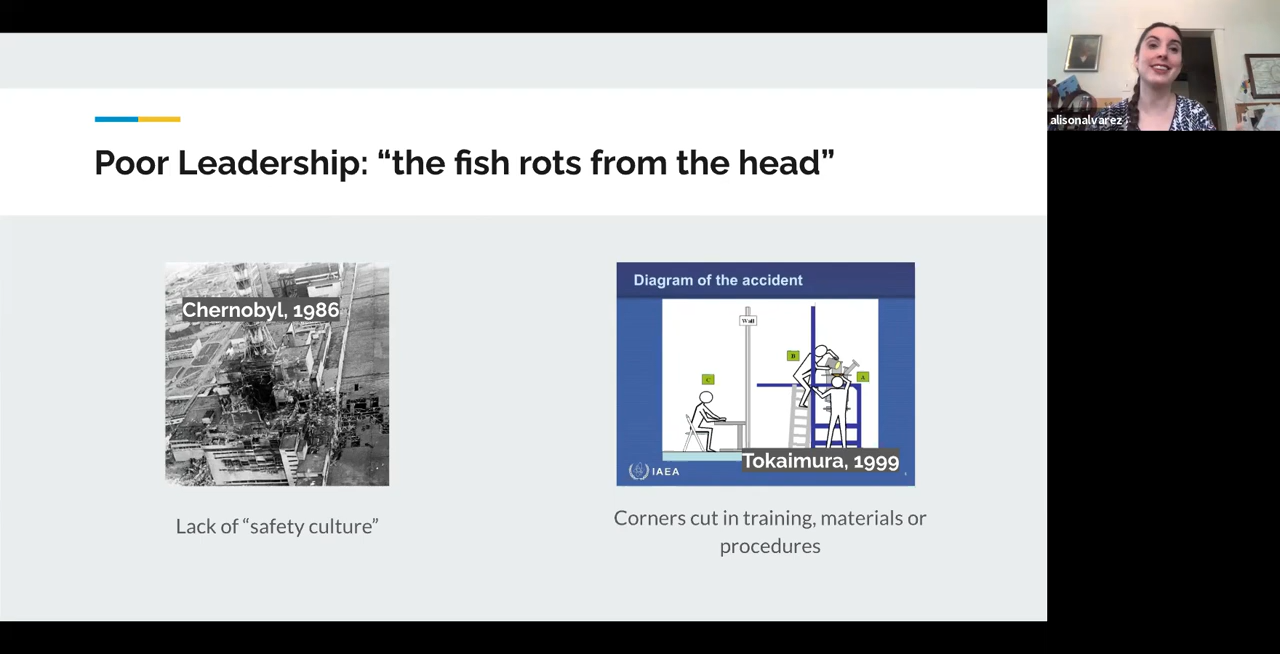 alisonalvarez
Poor Leadership: “the fish rots from the head”
Chernobyl, 1986
Lack of “safety culture”
Diagram of the accident
Wall
B
A
C
IAEA
Tokaimura, 1999
Corners cut in training, materials or
procedures